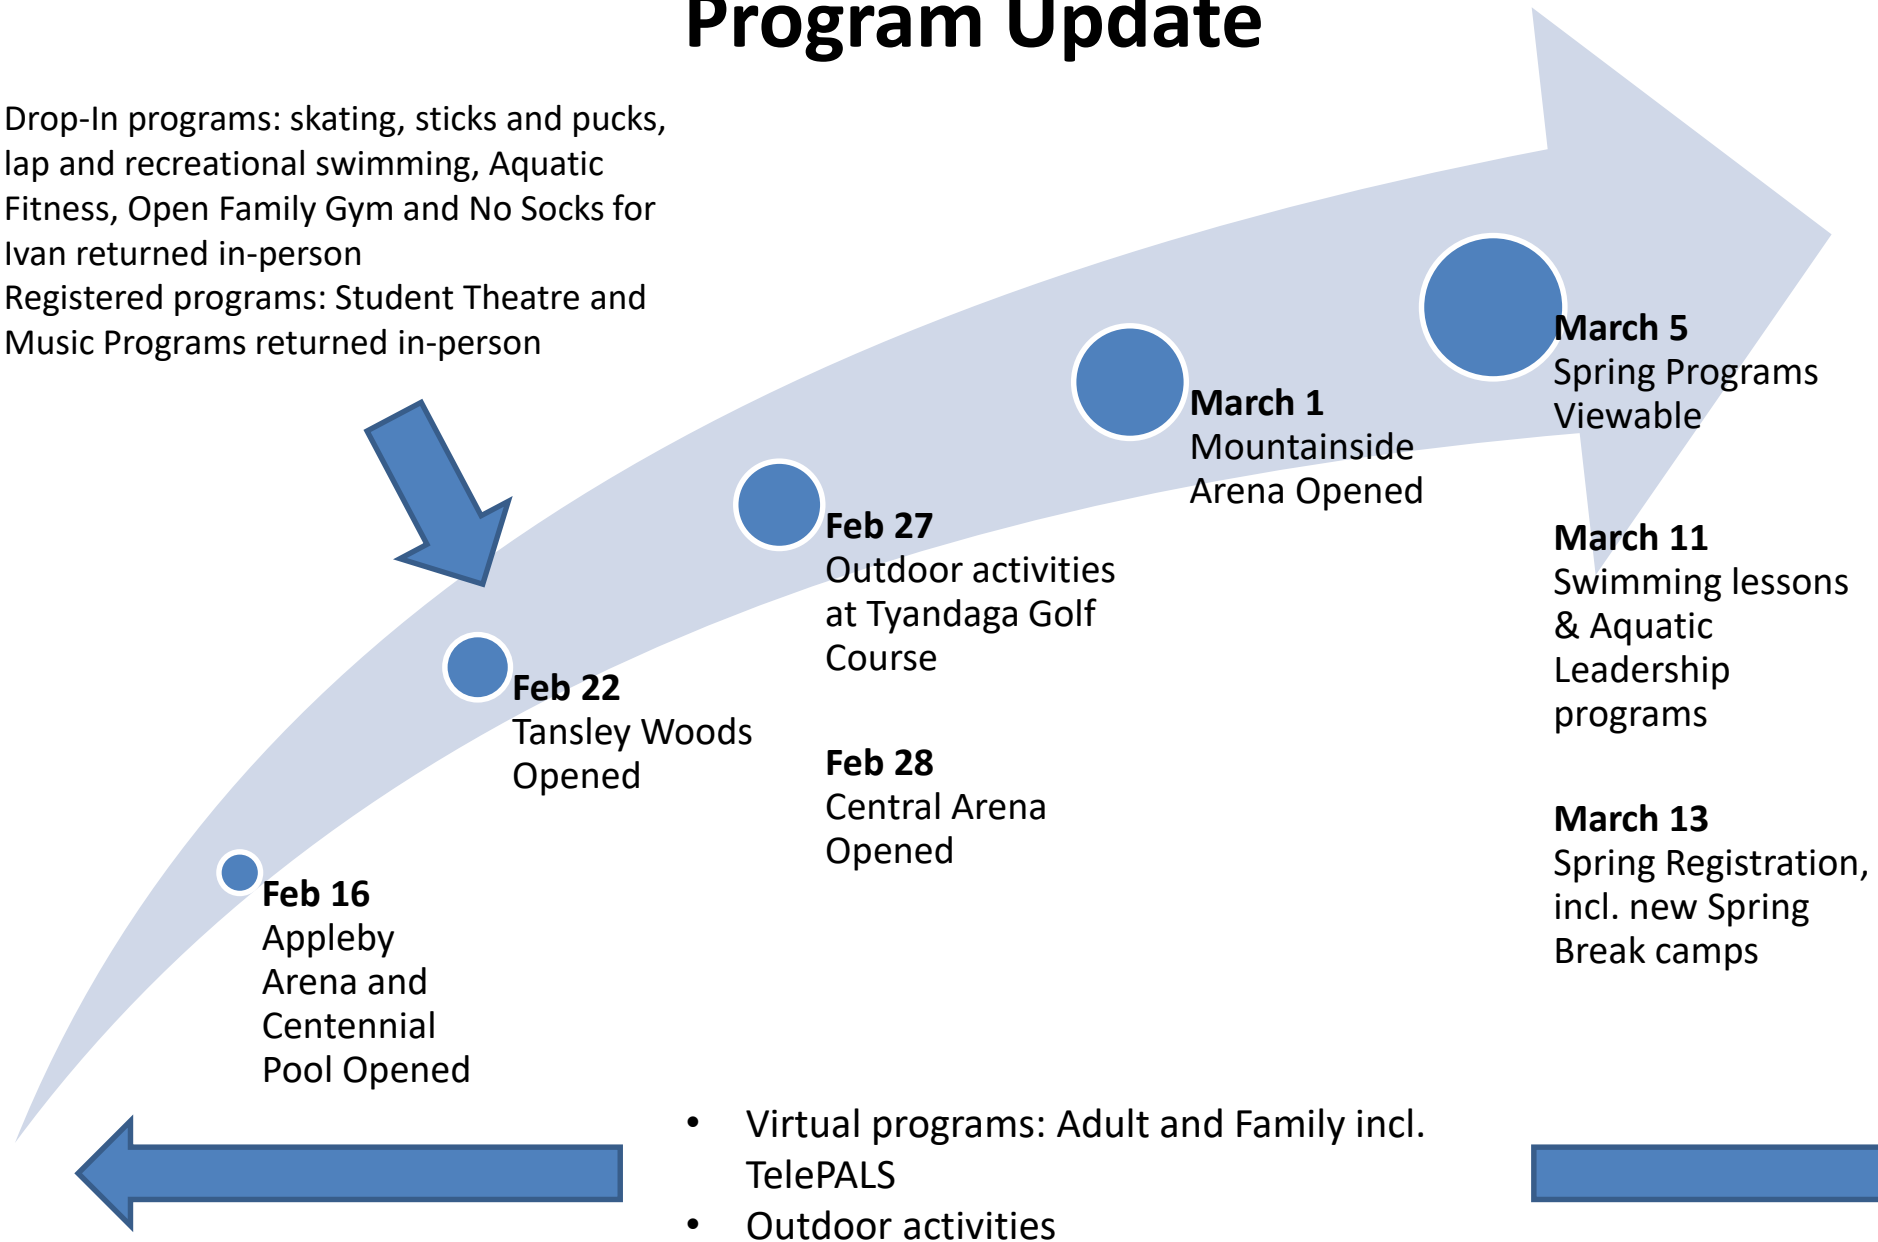 Program Update
Drop-In programs: skating, sticks and pucks,
lap and recreational swimming, Aquatic
Fitness, Open Family Gym and No Socks for
Ivan returned in-person
Registered programs: Student Theatre and
Music Programs returned in-person
March 5
Spring Programs
Viewable
March 1
Mountainside
Arena Opened
Feb 27
Outdoor activities
at Tyandaga Golf
Course
March 11
Swimming lessons
& Aquatic
Leadership
programs
Feb 22
Tansley Woods
Opened
Feb 28
Central Arena
Opened
March 13
Spring Registration,
incl. new Spring
Break camps
Feb 16
Appleby
Arena and
Centennial
Pool Opened
• Virtual programs: Adult and Family incl.
TelePALS
• Outdoor activities